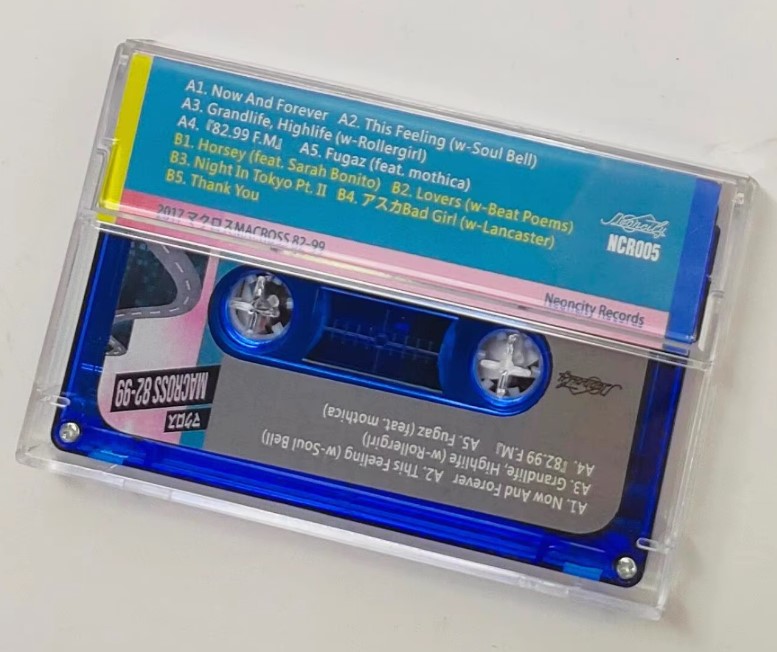 A1. Now And Forever A2. This Feeling (w-Soul Bell)
A3. Grandlife, Highlife (w-Rollergirl)
A4.『82.99 F.M』 A5. Fugaz (feat. mothica)
B1. Horsey (feat. Sarah Bonito) B2. Lovers (w-Beat Poems)
B3. Night In Tokyo Pt. II B4. アスカBad Girl (w-Lancaster)
B5. Thank You
Neoncity
NCR005
2017 マクロスMACROSS 82-99
Neoncity Records
Neoncity
A1. Now And Forever A2. This Feeling (w-Soul Bell)
A3. Grandlife, Highlife (w-Rollergirl)
A4.『82.99 F.M』 A5. Fugaz (feat. mothica)
マクロス
MACROSS 82-99